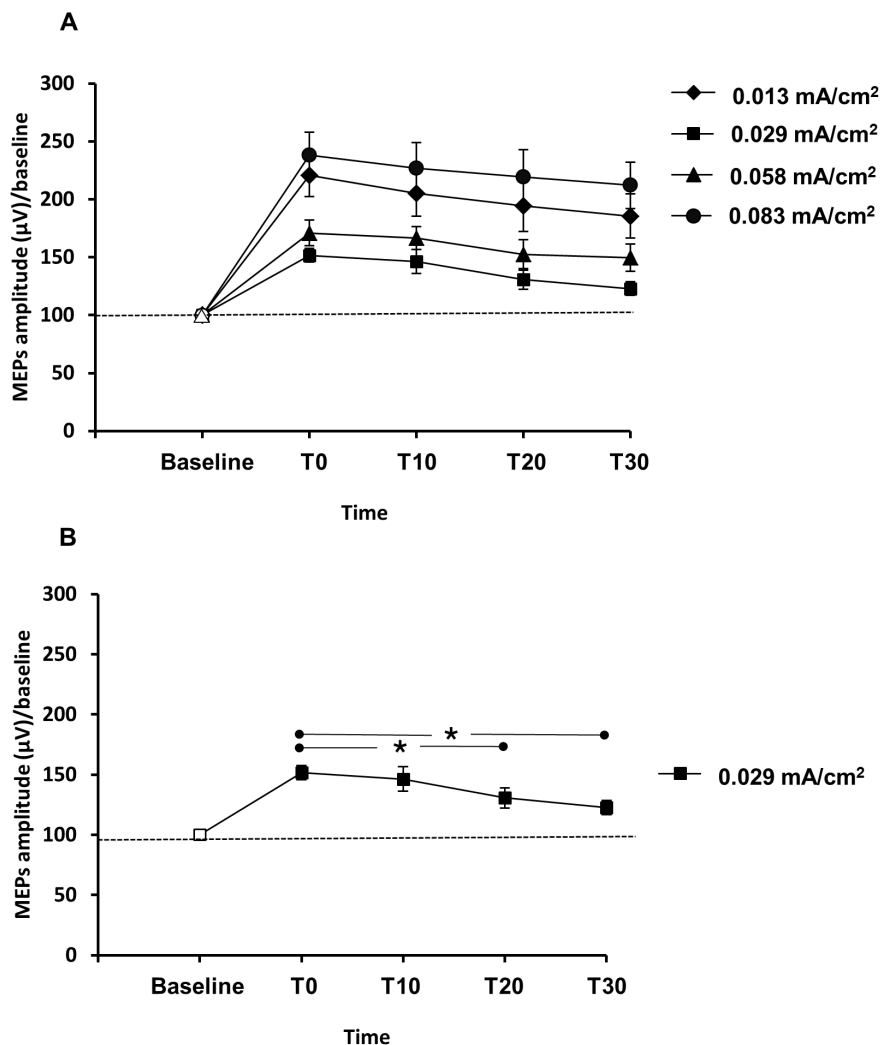 A
MEPs amplitude (µV)/baseline
300
250
200
150
100
50
0
Baseline T0 T10 T20 T30
Time
0.013 mA/cm²
0.029 mA/cm²
0.058 mA/cm²
0.083 mA/cm²
B
MEPs amplitude (µV)/baseline
300
250
200
150
100
50
0
* 
*
Baseline T0 T10 T20 T30
Time
0.029 mA/cm²